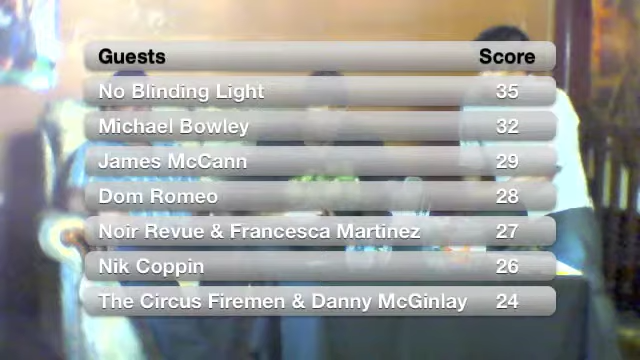 Guests Score
No Blinding Light 35
Michael Bowley 32
James McCann 29
Dom Romeo 28
Noir Revue & Francesca Martinez 27
Nik Coppin 26
The Circus Firemen & Danny McGinlay 24